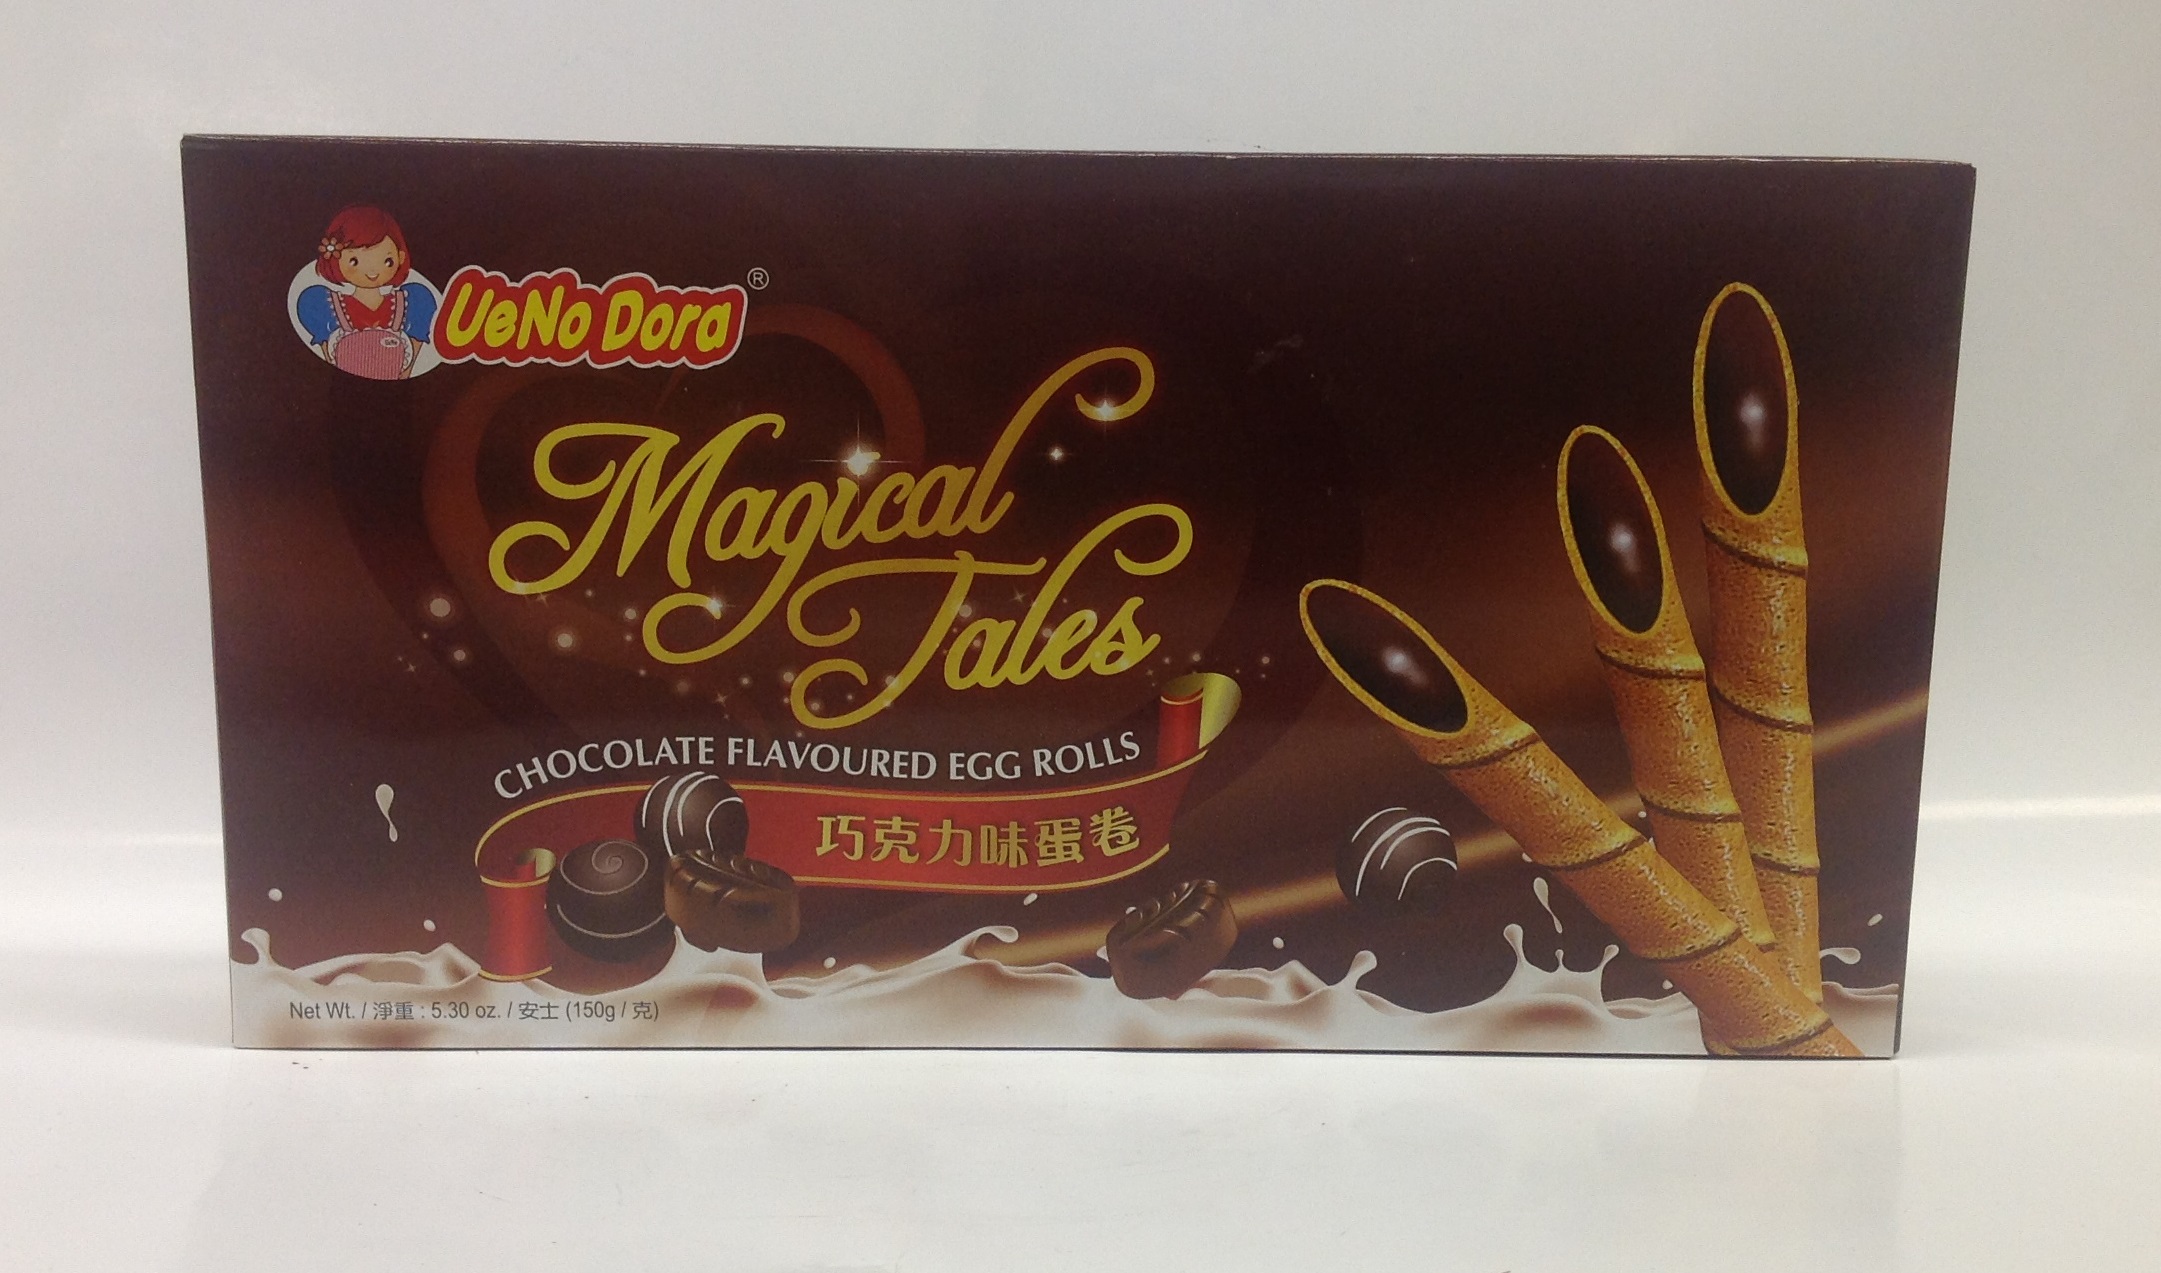 UeNo Dora ®
Magical
Tales
CHOCOLATE FLAVOURED EGG ROLLS
巧克力味蛋卷
Net Wt. / 淨重 : 5.30 oz. / 安士 (150g / 克)